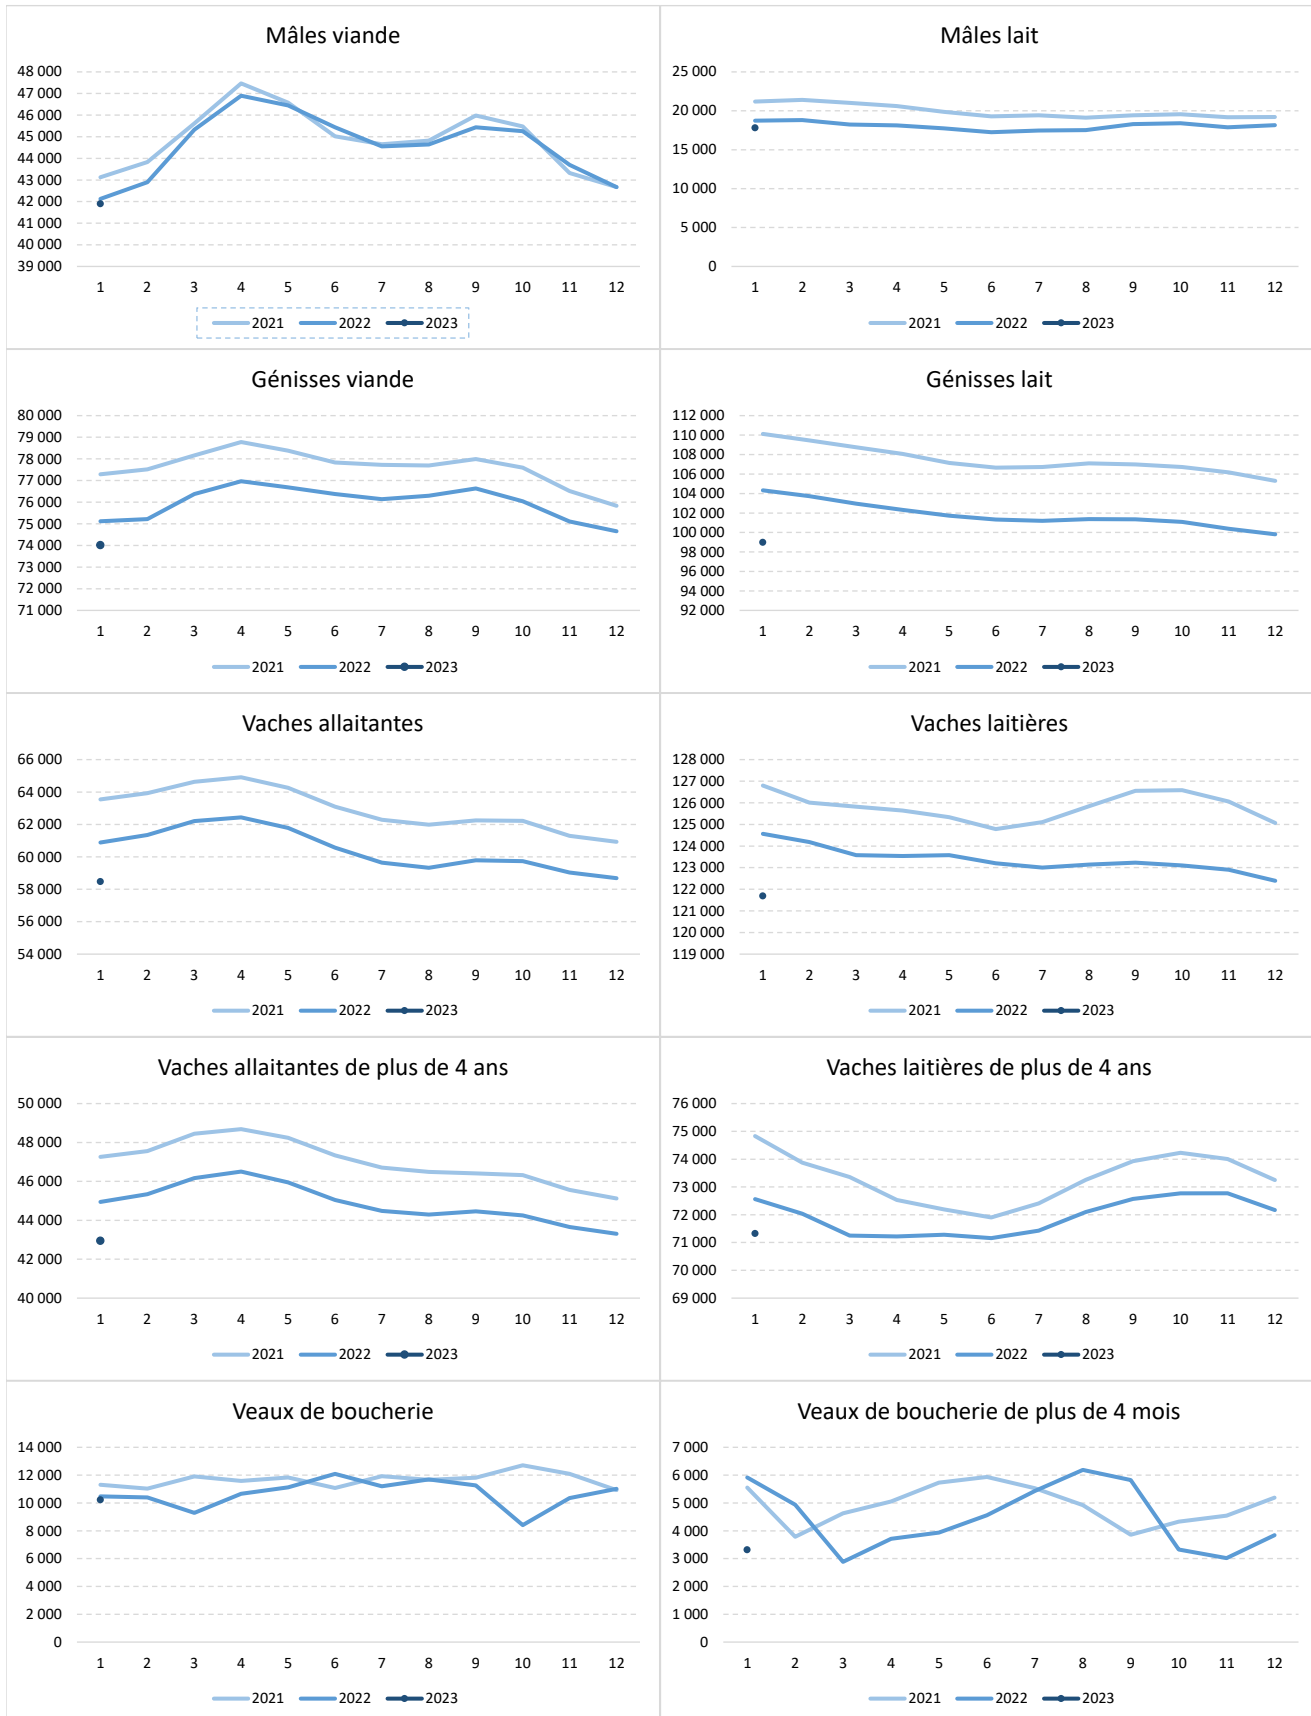 Mâles viande
48 000
47 000
46 000
45 000
44 000
43 000
42 000
41 000
40 000
39 000
1 2 3 4 5 6 7 8 9 10 11 12
2021 2022 2023
Mâles lait
25 000
20 000
15 000
10 000
5 000
0
1 2 3 4 5 6 7 8 9 10 11 12
2021 2022 2023
Génisses viande
80 000
79 000
78 000
77 000
76 000
75 000
74 000
73 000
72 000
71 000
1 2 3 4 5 6 7 8 9 10 11 12
2021 2022 2023
Génisses lait
112 000
110 000
108 000
106 000
104 000
102 000
100 000
98 000
96 000
94 000
92 000
1 2 3 4 5 6 7 8 9 10 11 12
2021 2022 2023
Vaches allaitantes
66 000
64 000
62 000
60 000
58 000
56 000
54 000
1 2 3 4 5 6 7 8 9 10 11 12
2021 2022 2023
Vaches laitières
128 000
127 000
126 000
125 000
124 000
123 000
122 000
121 000
120 000
119 000
1 2 3 4 5 6 7 8 9 10 11 12
2021 2022 2023
Vaches allaitantes de plus de 4 ans
50 000
48 000
46 000
44 000
42 000
40 000
1 2 3 4 5 6 7 8 9 10 11 12
2021 2022 2023
Vaches laitières de plus de 4 ans
76 000
75 000
74 000
73 000
72 000
71 000
70 000
69 000
1 2 3 4 5 6 7 8 9 10 11 12
2021 2022 2023
Veaux de boucherie
14 000
12 000
10 000
8 000
6 000
4 000
2 000
0
1 2 3 4 5 6 7 8 9 10 11 12
2021 2022 2023
Veaux de boucherie de plus de 4 mois
7 000
6 000
5 000
4 000
3 000
2 000
1 000
0
1 2 3 4 5 6 7 8 9 10 11 12
2021 2022 2023